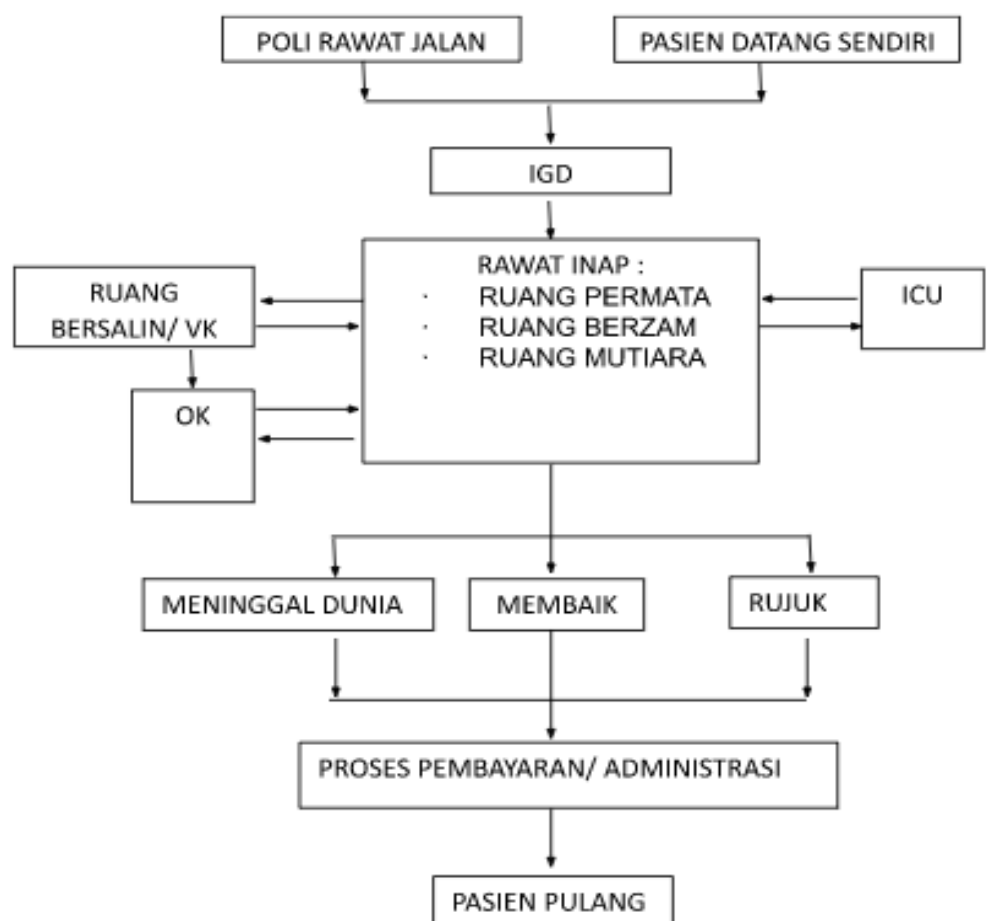 POLI RAWAT JALAN
PASIEN DATANG SENDIRI
IGD
RAWAT INAP :
· RUANG PERMATA
· RUANG BERZAM
· RUANG MUTIARA
RUANG
BERSALIN/ VK
ICU
OK
MENINGGAL DUNIA
MEMBAIK
RUJUK
PROSES PEMBAYARAN/ ADMINISTRASI
PASIEN PULANG